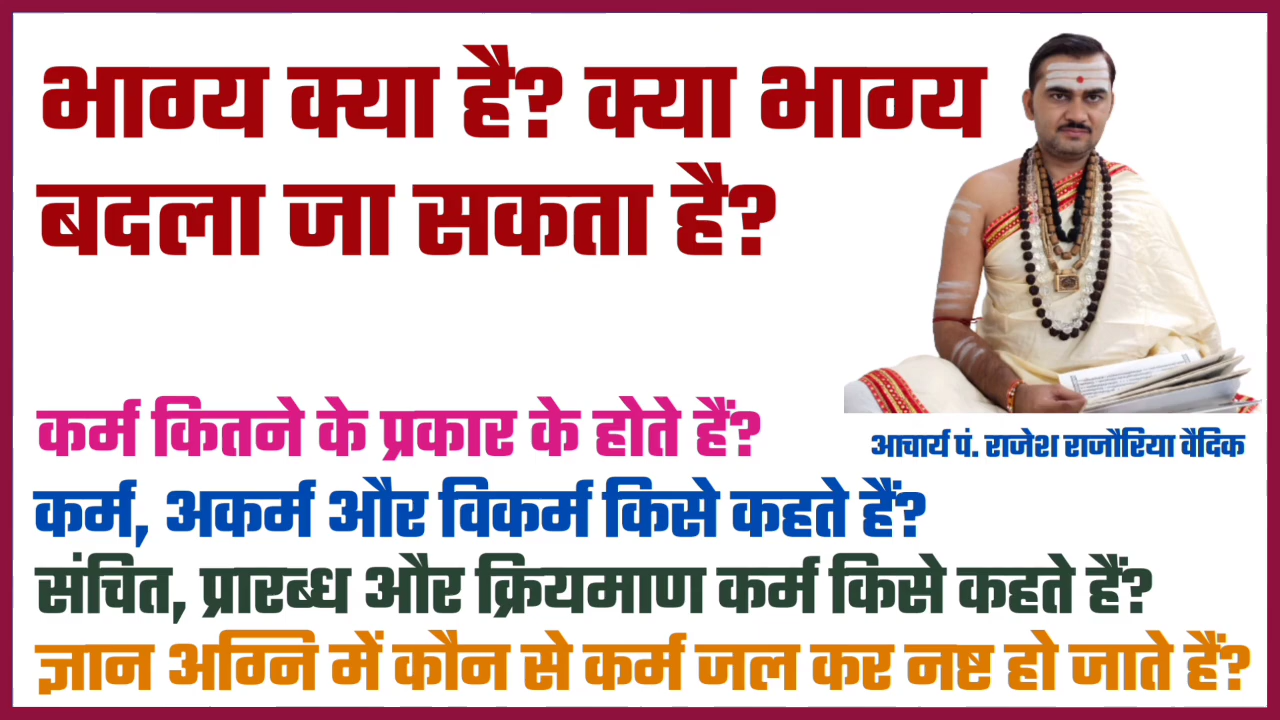 भाग्य क्या है? क्या भाग्य
बदला जा सकता है?
कर्म कितने के प्रकार के होते हैं?
आचार्य पं. राजेश राजौरिया वैदिक
कर्म, अकर्म और विकर्म किसे कहते हैं?
संचित, प्रारब्ध और क्रियमाण कर्म किसे कहते हैं?
ज्ञान अग्नि में कौन से कर्म जल कर नष्ट हो जाते हैं?